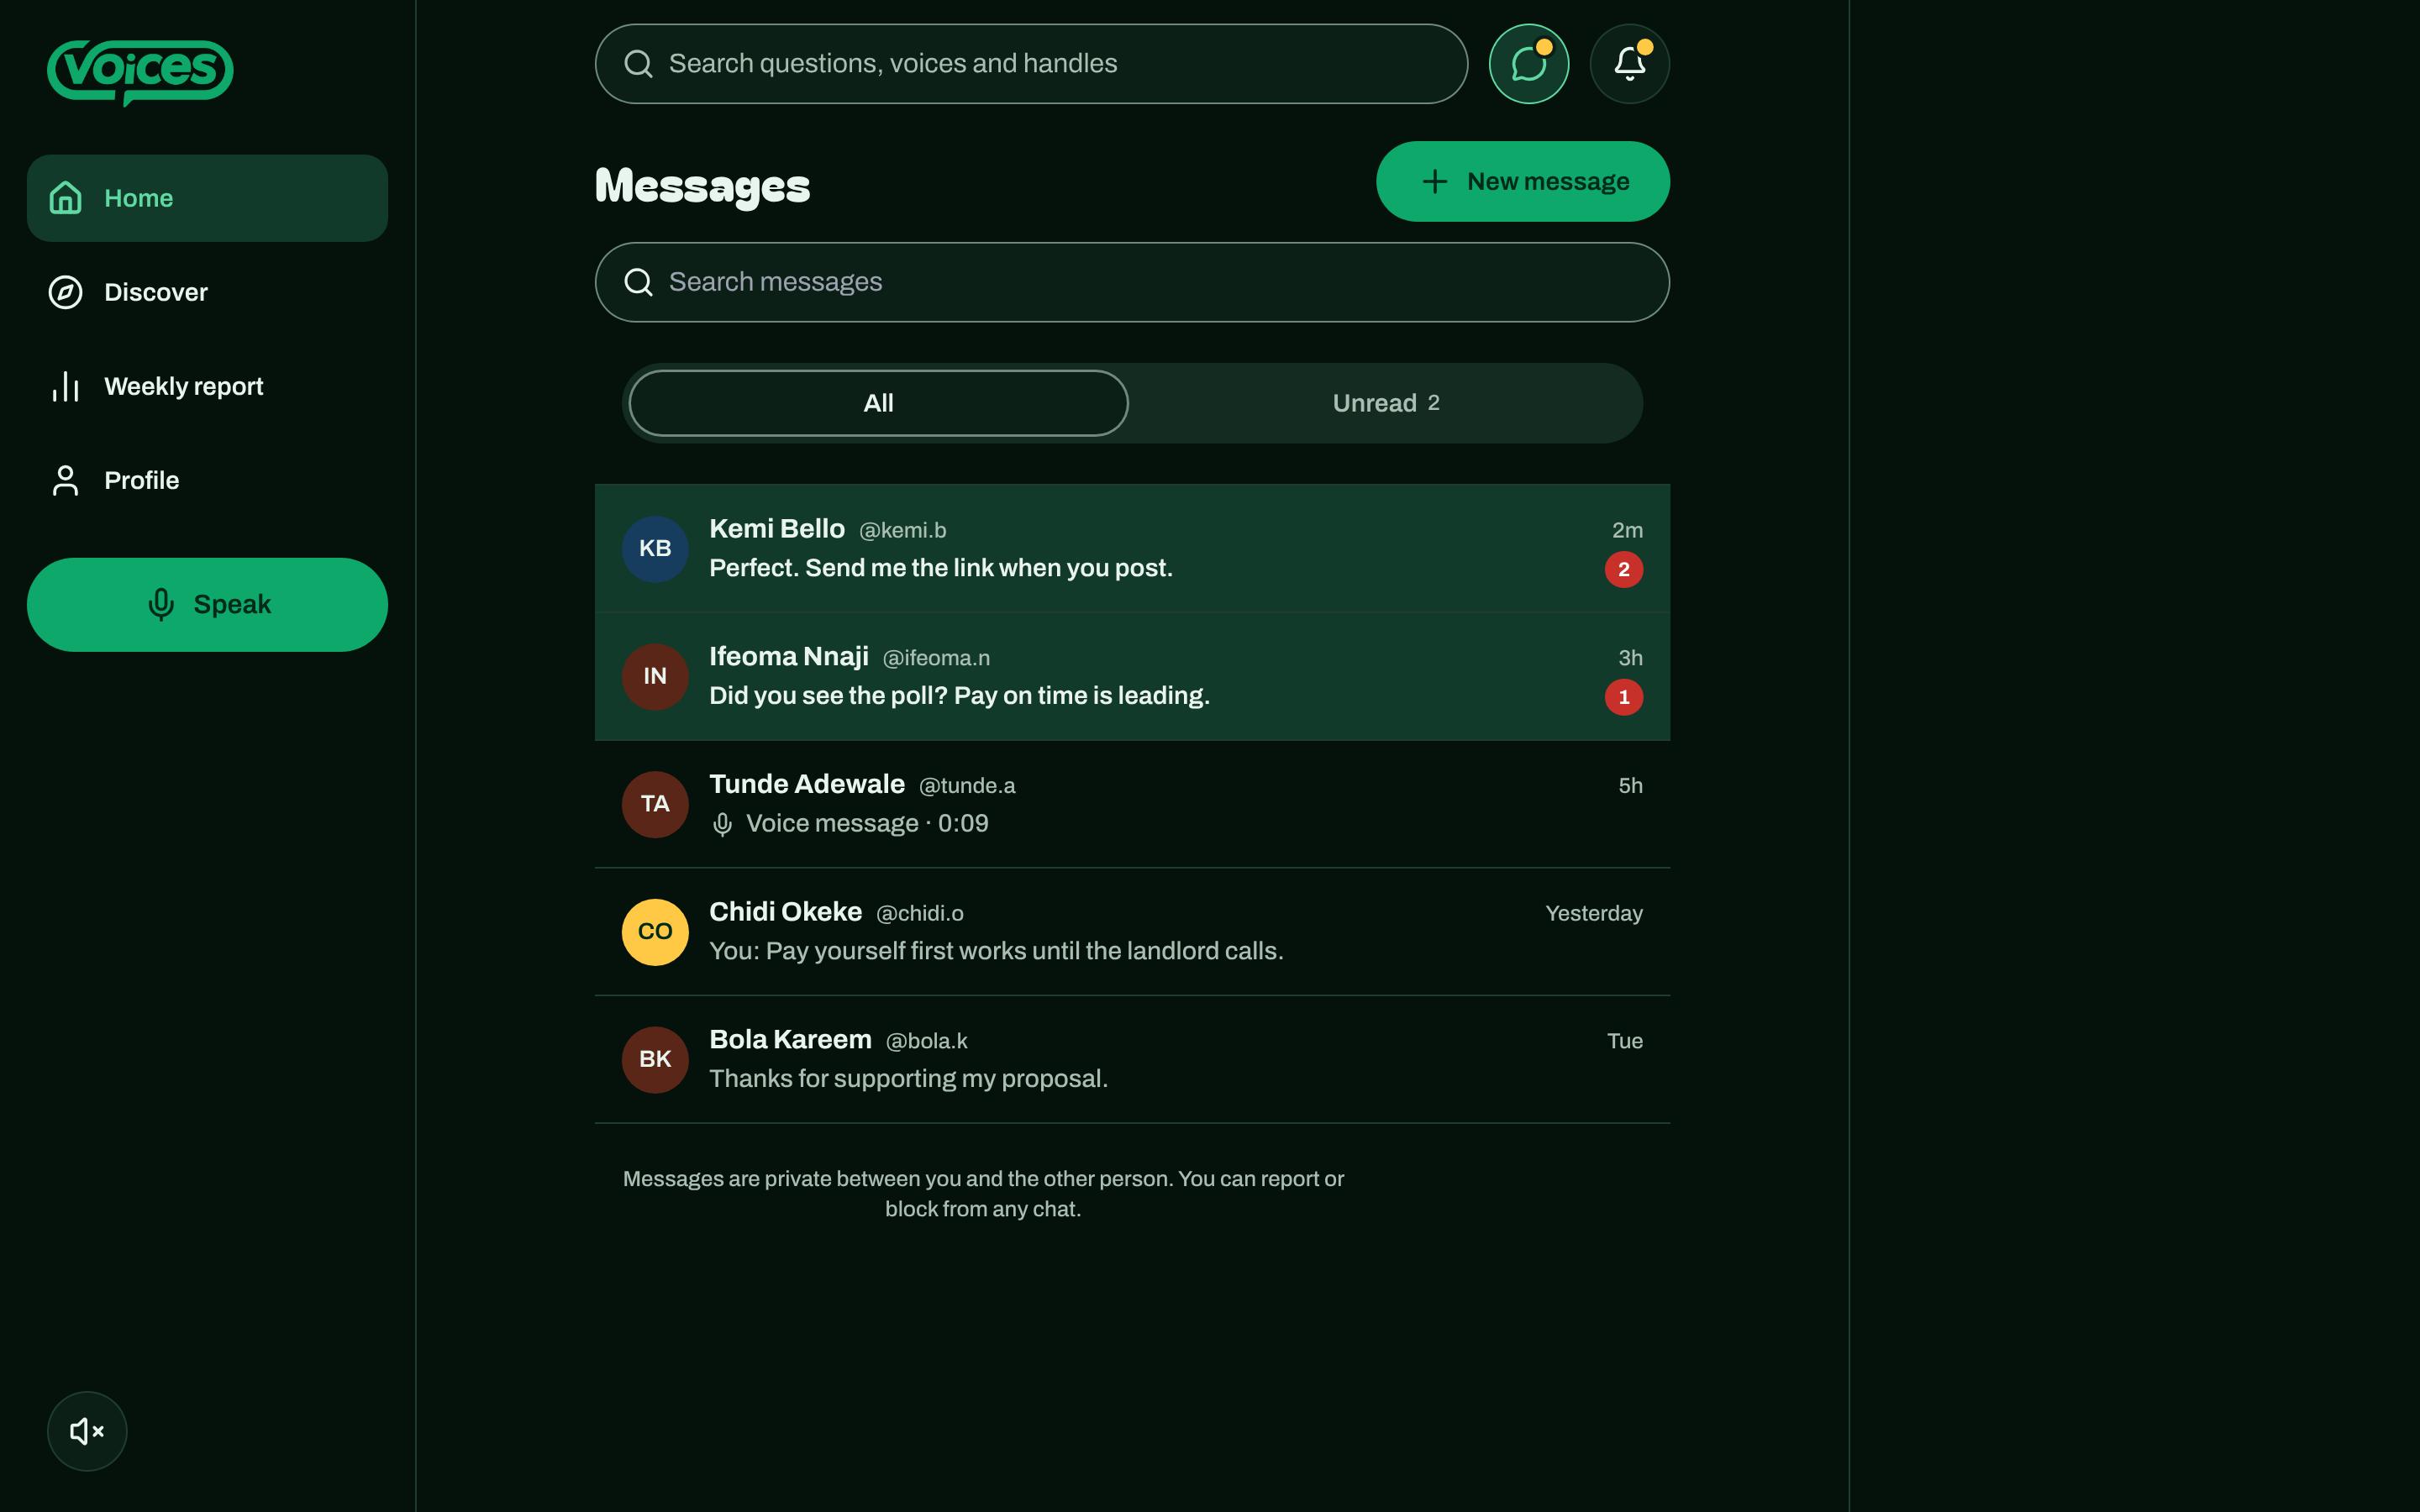 Voices
Home
Discover
Weekly report
Profile
Speak
Search questions, voices and handles
Messages
New message
Search messages
All
Unread 2
KB
Kemi Bello @kemi.b 2m
Perfect. Send me the link when you post. 2
IN
Ifeoma Nnaji @ifeoma.n 3h
Did you see the poll? Pay on time is leading. 1
TA
Tunde Adewale @tunde.a 5h
Voice message · 0:09
CO
Chidi Okeke @chidi.o Yesterday
You: Pay yourself first works until the landlord calls.
BK
Bola Kareem @bola.k Tue
Thanks for supporting my proposal.
Messages are private between you and the other person. You can report or
block from any chat.